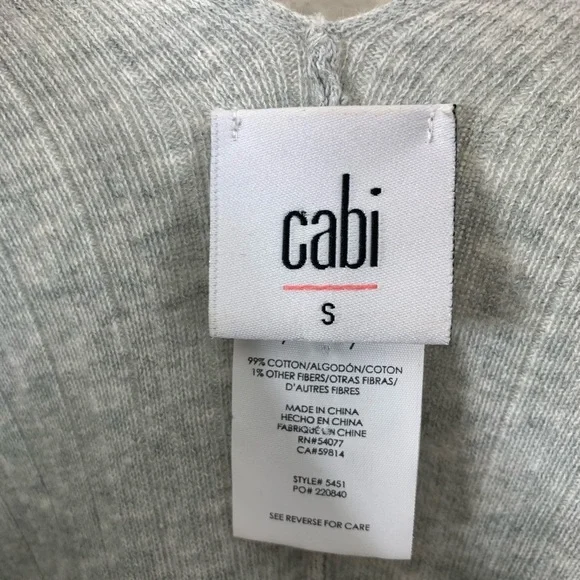 cabi
S
99% COTTON/ALGODÓN/COTON
1% OTHER FIBERS/OTRAS FIBRAS/
D'AUTRES FIBRES
MADE IN CHINA
HECHO EN CHINA
FABRIQUÉ EN CHINE
RN#54077
CA#59814
STYLE# 5451
PO# 220840
SEE REVERSE FOR CARE